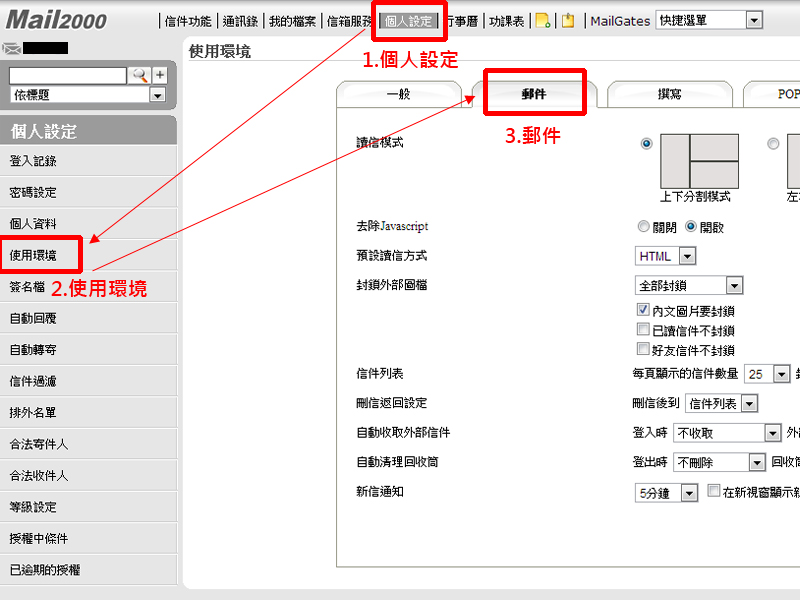 Mail2000
信件功能 通訊錄 我的檔案 信箱服務 個人設定 行事曆 功課表 MailGates 快捷選單
1.個人設定
使用環境
依標題
一般 郵件 撰寫 POP
3.郵件
個人設定
登入記錄
密碼設定
個人資料
使用環境
2.使用環境
簽名檔
自動回覆
自動轉寄
信件過濾
排外名單
合法寄件人
合法收件人
等級設定
授權中條件
已逾期的授權
讀信模式
上下分割模式 左
去除Javascript 關閉 開啟
預設讀信方式 HTML
封鎖外部圖檔 全部封鎖
內文圖片要封鎖
已讀信件不封鎖
好友信件不封鎖
信件列表 每頁顯示的信件數量 25
刪信返回設定 刪信後到 信件列表
自動收取外部信件 登入時 不收取 外
自動清理回收筒 登出時 不刪除 回收筒
新信通知 5分鐘 在新視窗顯示新